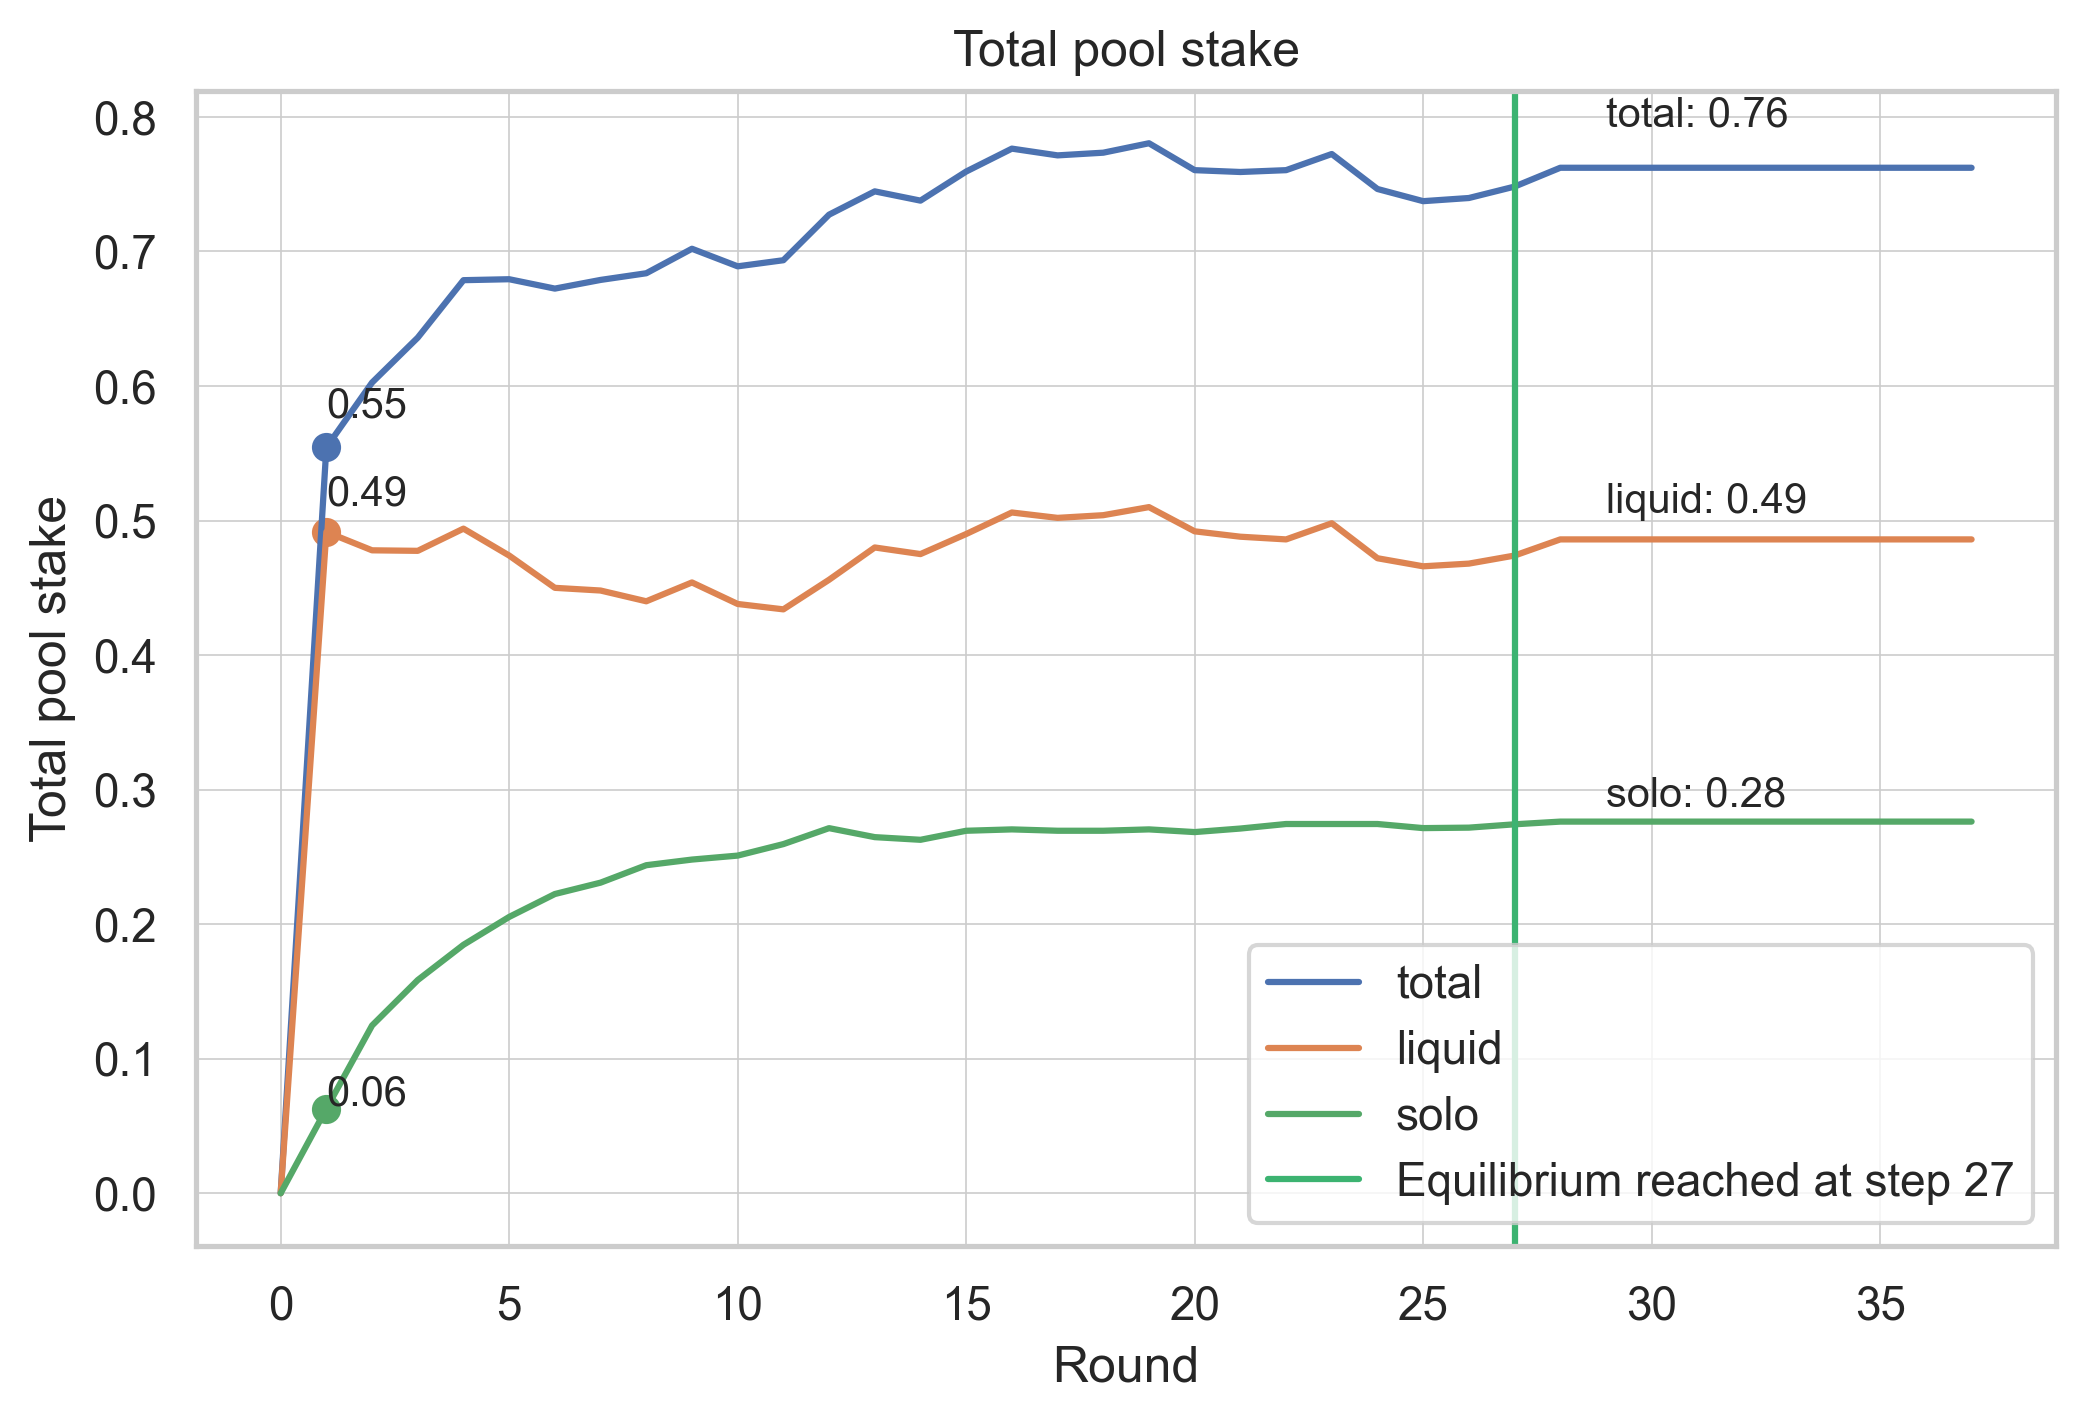 Total pool stake
Total pool stake
0.8
0.7
0.6
0.5
0.4
0.3
0.2
0.1
0.0
total: 0.76
0.55
0.49
liquid: 0.49
solo: 0.28
0.06
total
liquid
solo
Equilibrium reached at step 27
0 5 10 15 20 25 30 35
Round